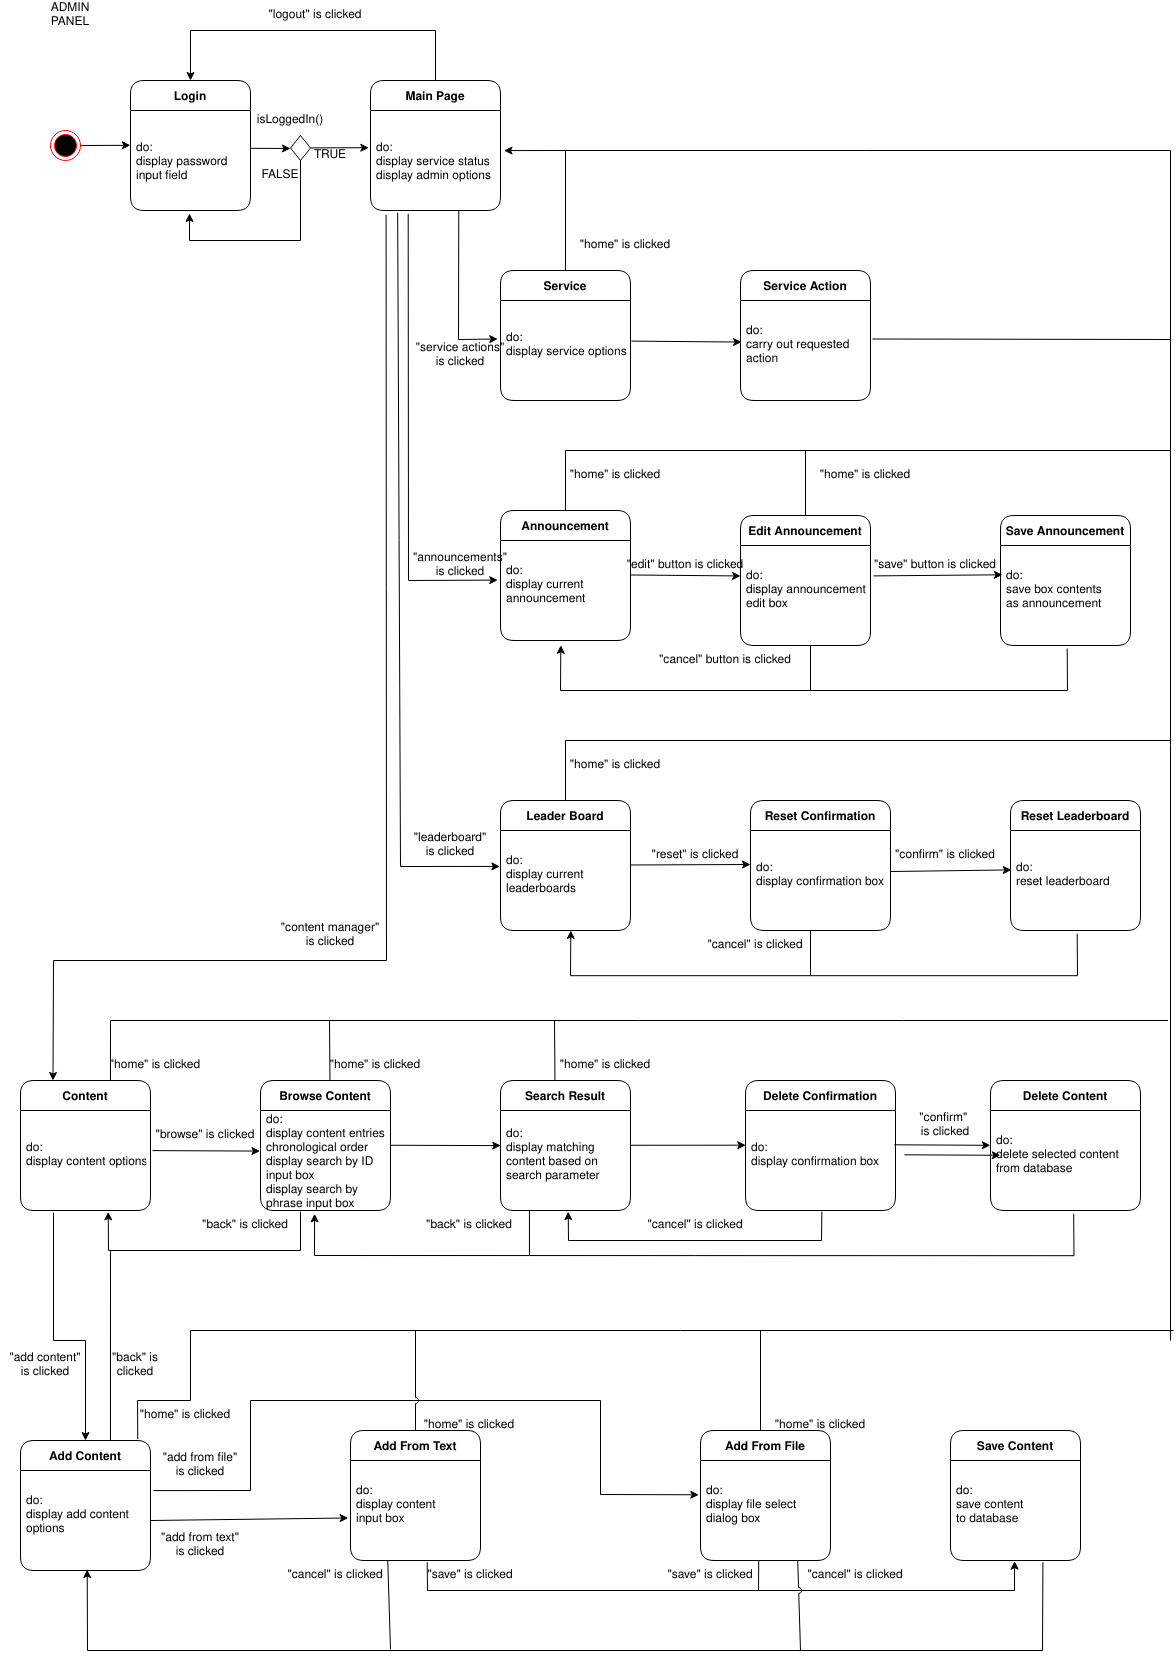 ADMIN
PANEL
"logout" is clicked
Login
do:
display password
input field
isLoggedIn()
TRUE
FALSE
Main Page
do:
display service status
display admin options
"home" is clicked
Service
do:
display service options
"service actions"
is clicked
Service Action
do:
carry out requested
action
"home" is clicked
"home" is clicked
Announcement
do:
display current
announcement
"announcements"
is clicked
"edit" button is clicked
Edit Announcement
do:
display announcement
edit box
"save" button is clicked
Save Announcement
do:
save box contents
as announcement
"cancel" button is clicked
"home" is clicked
Leader Board
do:
display current
leaderboards
"leaderboard"
is clicked
"reset" is clicked
Reset Confirmation
do:
display confirmation box
"confirm" is clicked
Reset Leaderboard
do:
reset leaderboard
"cancel" is clicked
"content manager"
is clicked
"home" is clicked
"home" is clicked
"home" is clicked
Content
do:
display content options
"browse" is clicked
Browse Content
do:
display content entries
chronological order
display search by ID
input box
display search by
phrase input box
Search Result
do:
display matching
content based on
search parameter
Delete Confirmation
do:
display confirmation box
"confirm"
is clicked
Delete Content
do:
delete selected content
from database
"back" is clicked
"back" is clicked
"cancel" is clicked
"add content"
is clicked
"back" is
clicked
"home" is clicked
"home" is clicked
"home" is clicked
Add Content
do:
display add content
options
"add from file"
is clicked
"add from text"
is clicked
Add From Text
do:
display content
input box
Add From File
do:
display file select
dialog box
Save Content
do:
save content
to database
"cancel" is clicked
"save" is clicked
"save" is clicked
"cancel" is clicked